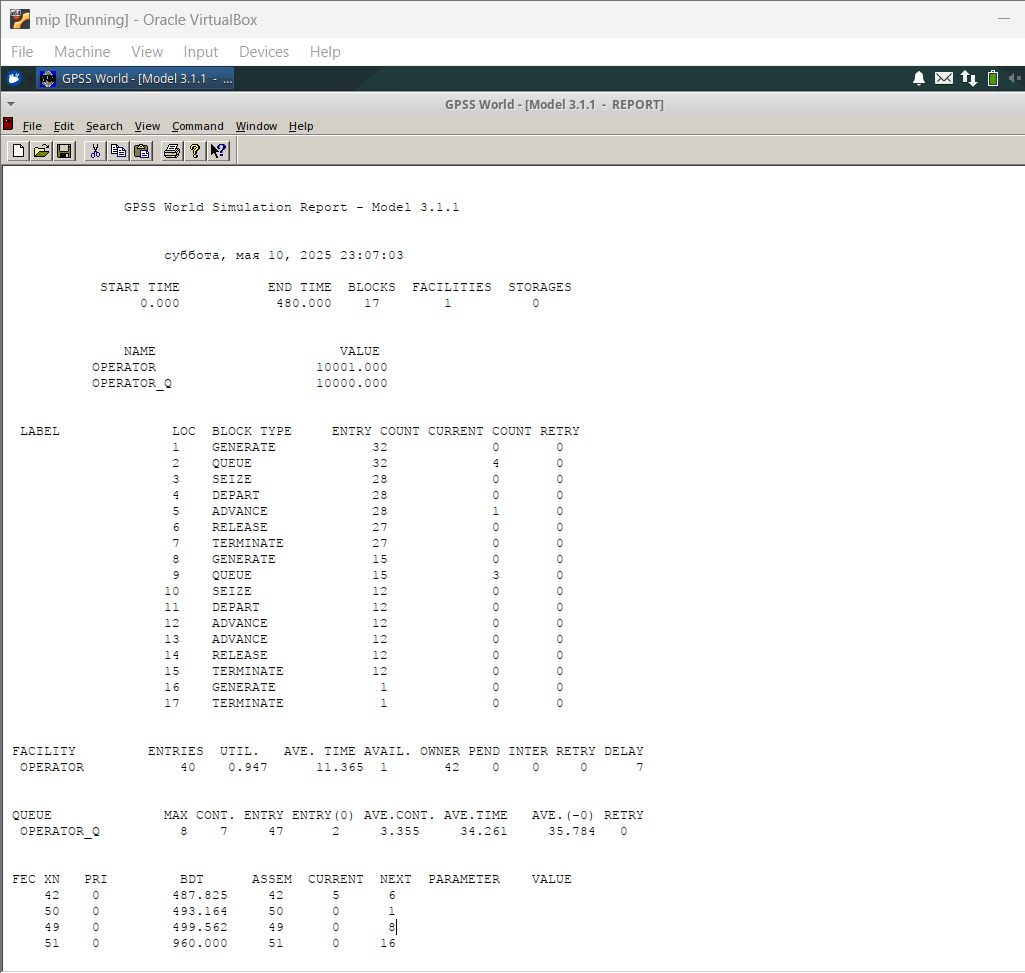 mip [Running] - Oracle VirtualBox
File Machine View Input Devices Help
GPSS World - [Model 3.1.1 - ...
GPSS World - [Model 3.1.1 - REPORT]
File Edit Search View Command Window Help
GPSS World Simulation Report - Model 3.1.1
суббота, мая 10, 2025 23:07:03
START TIME END TIME BLOCKS FACILITIES STORAGES
0.000 480.000 17 1 0
NAME VALUE
OPERATOR 10001.000
OPERATOR_Q 10000.000
LABEL LOC BLOCK TYPE ENTRY COUNT CURRENT COUNT RETRY
1 GENERATE 32 0 0
2 QUEUE 32 4 0
3 SEIZE 28 0 0
4 DEPART 28 0 0
5 ADVANCE 28 1 0
6 RELEASE 27 0 0
7 TERMINATE 27 0 0
8 GENERATE 15 0 0
9 QUEUE 15 3 0
10 SEIZE 12 0 0
11 DEPART 12 0 0
12 ADVANCE 12 0 0
13 ADVANCE 12 0 0
14 RELEASE 12 0 0
15 TERMINATE 12 0 0
16 GENERATE 1 0 0
17 TERMINATE 1 0 0
FACILITY ENTRIES UTIL. AVE. TIME AVAIL. OWNER PEND INTER RETRY DELAY
OPERATOR 40 0.947 11.365 1 42 0 0 0 7
QUEUE MAX CONT. ENTRY ENTRY(0) AVE.CONT. AVE.TIME AVE.(-0) RETRY
OPERATOR_Q 8 7 47 2 3.355 34.261 35.784 0
FEC XN PRI BDT ASSEM CURRENT NEXT PARAMETER VALUE
42 0 487.825 42 5 6
50 0 493.164 50 0 1
49 0 499.562 49 0 8
51 0 960.000 51 0 16